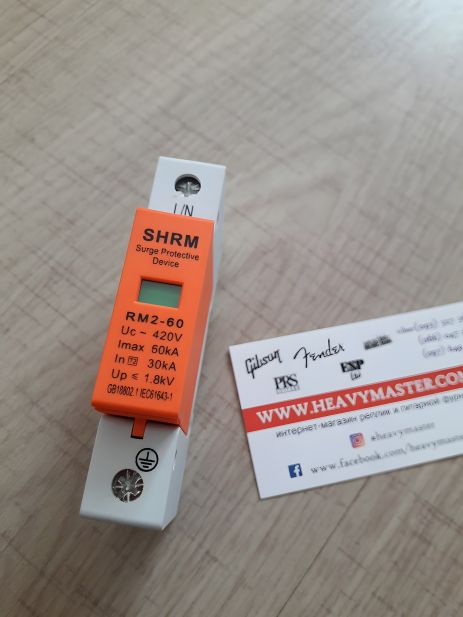 L/N
SHRM
Surge Protective
Device
RM2-60
Uc ~ 420V
Imax 60kA
In T2 30kA
Up ≤ 1.8kV
GB18802.1 IEC61643-1
Gibson
Fender
PRS
ESP
WWW.HEAVYMASTER.COM
интернет-магазин реплик и гитарной
#heavymaster
www.facebook.com/heavymaster